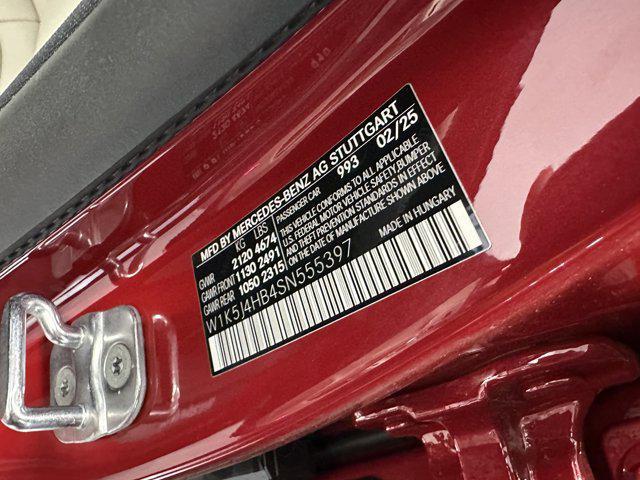 MFD BY MERCEDES-BENZ AG STUTTGART
KG LBS PASSENGER CAR 993 02/25
GVWR 2120 4674
GAWR FRONT 1130 2491
GAWR REAR 1050 2315
THIS VEHICLE CONFORMS TO ALL APPLICABLE
U.S. FEDERAL MOTOR VEHICLE SAFETY, BUMPER
AND THEFT PREVENTION STANDARDS IN EFFECT
ON DATE OF MANUFACTURE SHOWN ABOVE.
MADE IN HUNGARY
W1K5J4HB4SN555397